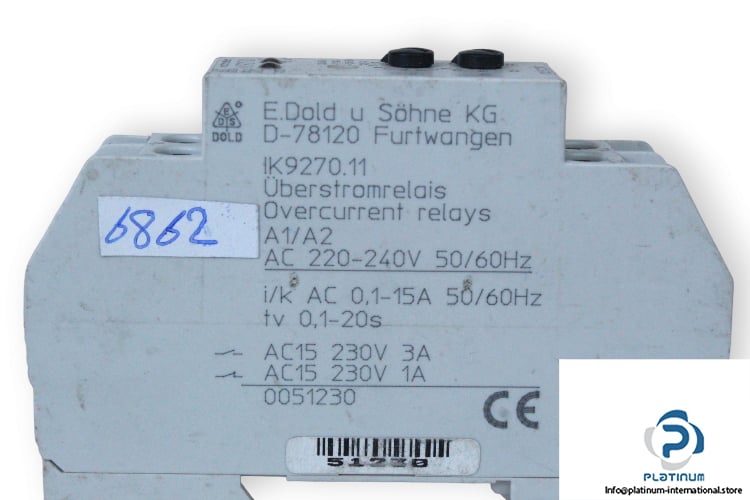 E.Dold u Söhne KG
D-78120 Furtwangen
DOLD
IK9270.11
Überstromrelais
Overcurrent relays
A1/A2
AC 220-240V 50/60Hz
6862
i/k AC 0,1-15A 50/60Hz
tv 0,1-20s
AC15 230V 3A
AC15 230V 1A
0051230
CE
51230
PLATINUM
Info@platinum-international.store